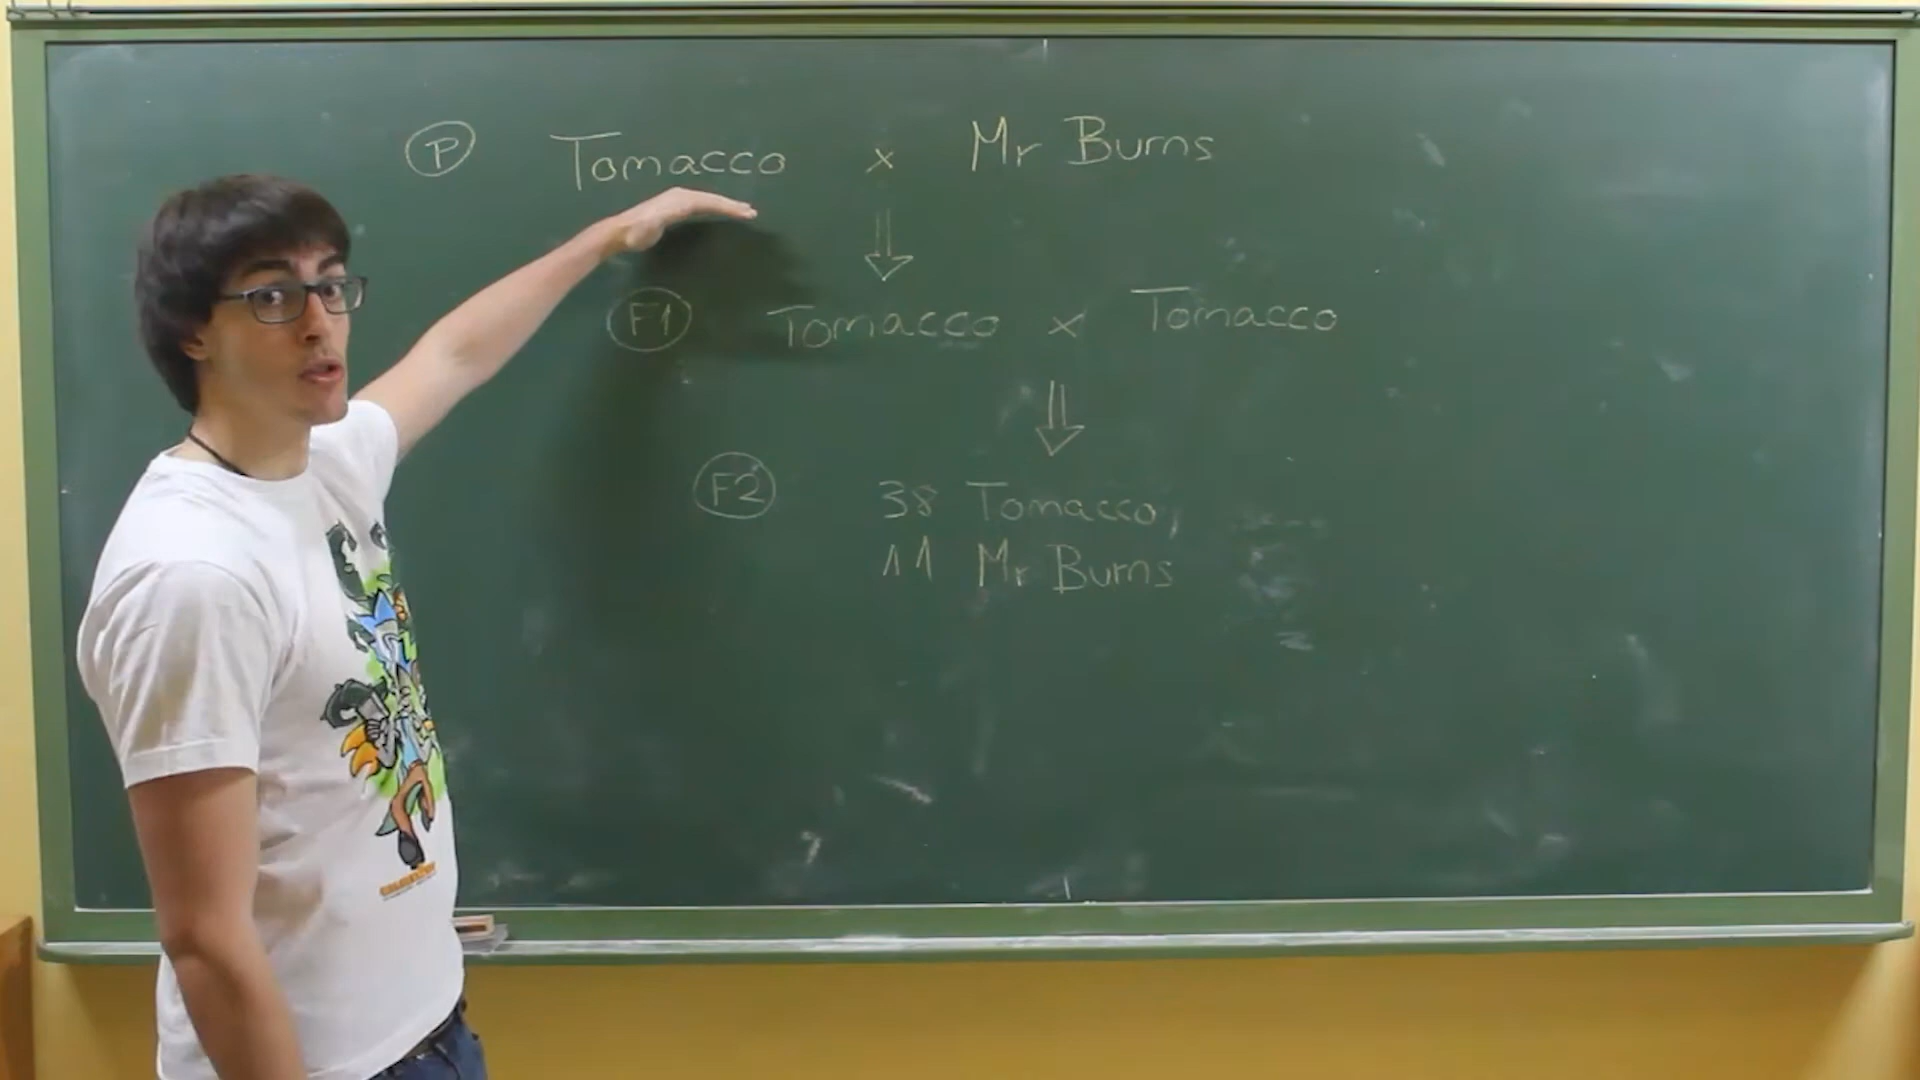 P Tomacco x Mr Burns
F1 Tomacco x Tomacco
F2 38 Tomacco,
11 Mr Burns